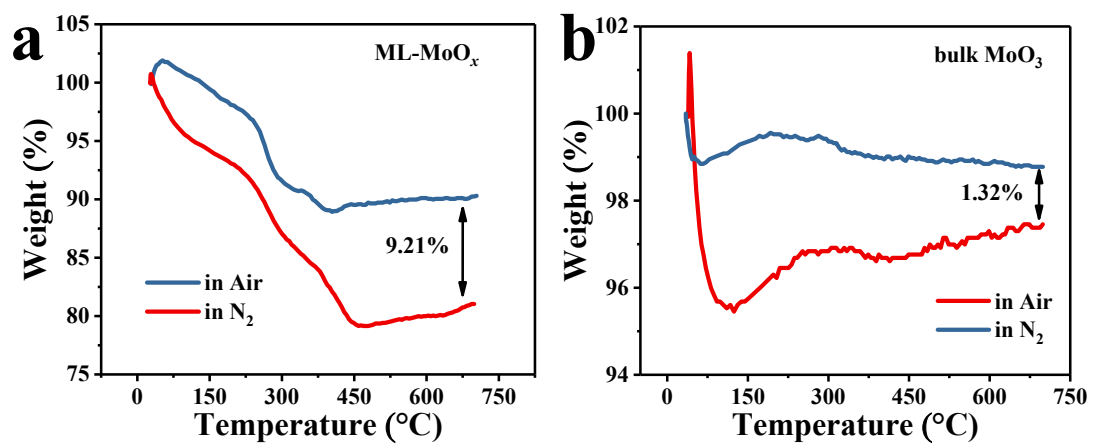 a
ML-MoOₓ
Weight (%)
105
100
95
90
85
80
75
9.21%
in Air
in N₂
0
150
300
450
600
750
Temperature (°C)
b
bulk MoO₃
Weight (%)
102
100
98
96
94
1.32%
in Air
in N₂
0
150
300
450
600
750
Temperature (°C)